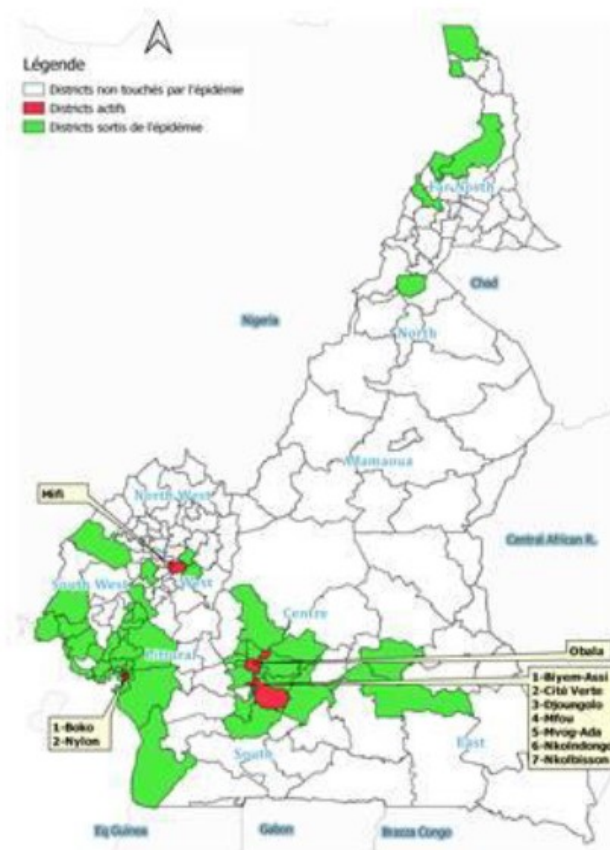 Légende
Districts non touchés par l'épidémie
Districts actifs
Districts sortis de l'épidémie
Far North
Chad
Nigeria
North
Adamaoua
Mifi
North West
Central African R.
South West
West
Centre
Littoral
Obala
1-Biyem-Assi
2-Cité Verte
3-Djoungolo
4-Mfou
5-Mvog-Ada
6-Nkolndongo
7-Nkolbisson
1-Boko
2-Nylon
South
East
Eq Guinea
Gabon
Brazza Congo